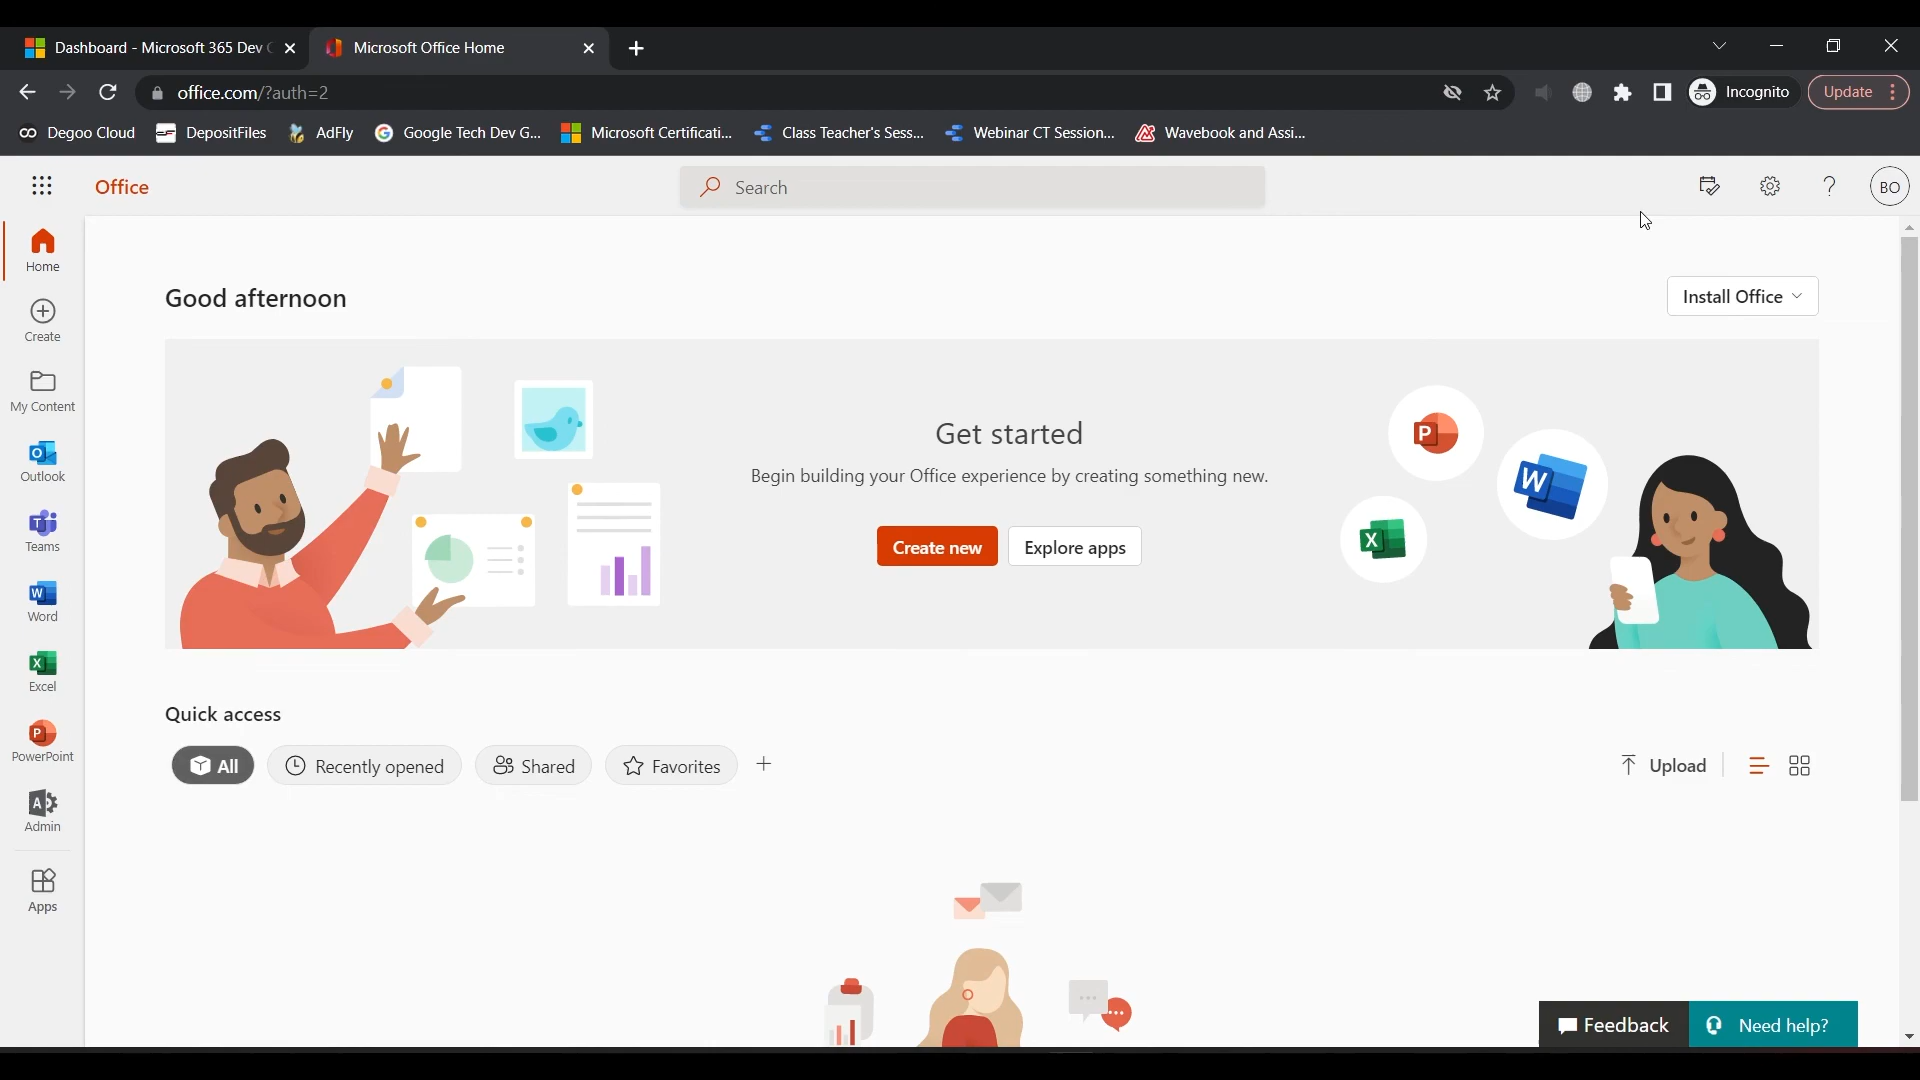 Dashboard - Microsoft 365 Dev C
Microsoft Office Home
office.com/?auth=2
Incognito
Update
Degoo Cloud
DepositFiles
AdFly
Google Tech Dev G...
Microsoft Certificati...
Class Teacher's Sess...
Webinar CT Session...
Wavebook and Assi...
Office
Search
BO
Home
Create
My Content
Outlook
Teams
Word
Excel
PowerPoint
Admin
Apps
Good afternoon
Install Office
Get started
Begin building your Office experience by creating something new.
Create new
Explore apps
Quick access
All
Recently opened
Shared
Favorites
Upload
Feedback
Need help?